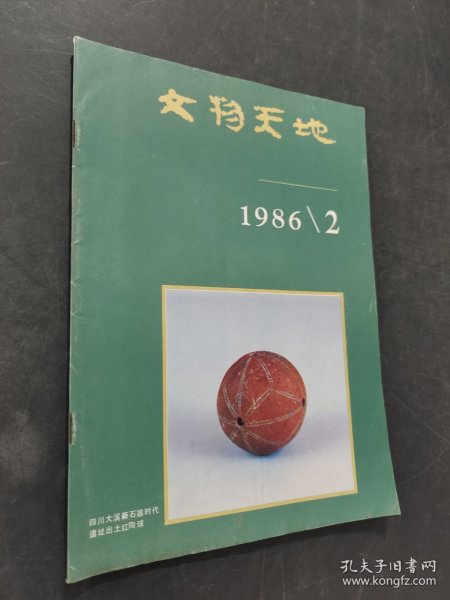 文物天地
1986\2
四川大溪新石器时代
遗址出土红陶球
孔夫子旧书网
www.kongfz.com